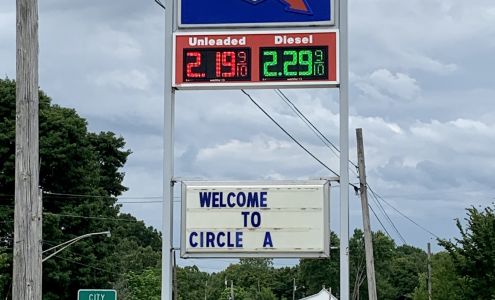 Unleaded Diesel
2.19 9/10 2.29 9/10
WELCOME
TO
CIRCLE A
CITY